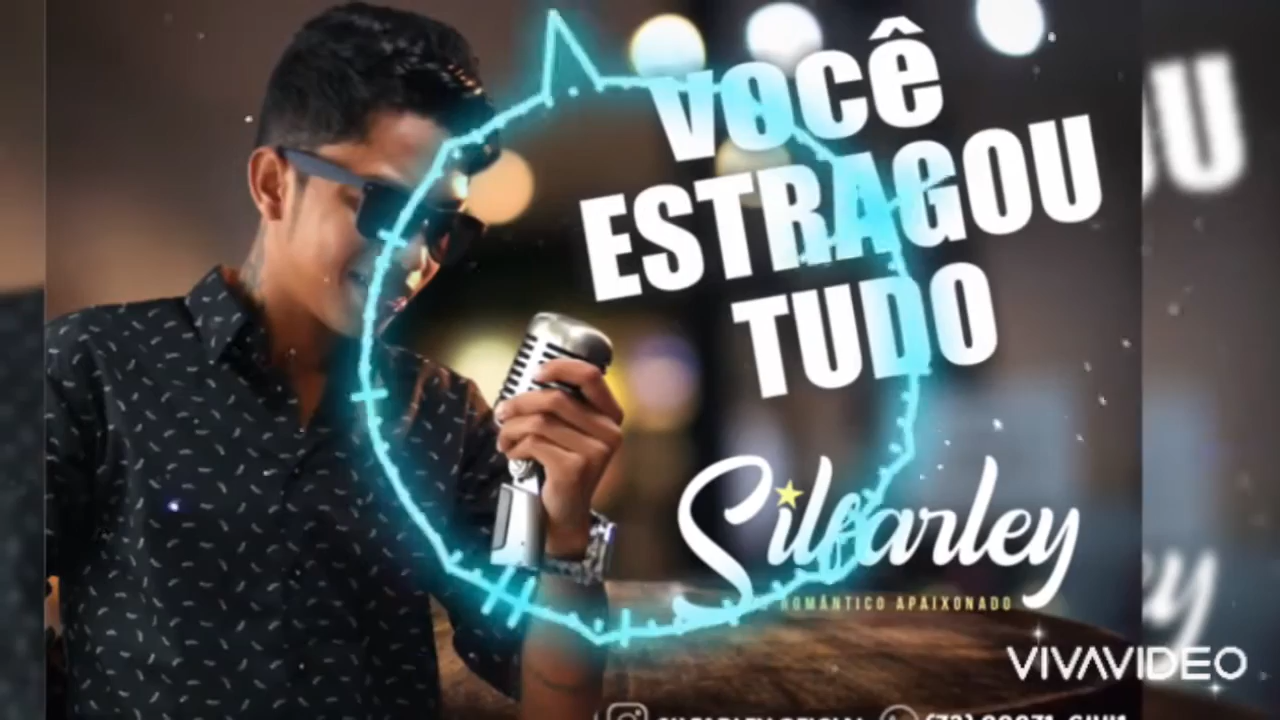 você
ESTRAGOU
TUDO
Silfarley
ROMÂNTICO APAIXONADO
VIVAVIDEO